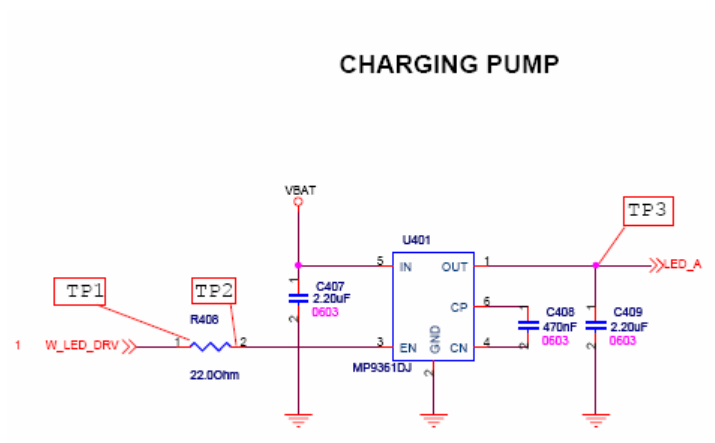 CHARGING PUMP
VBAT
TP3
U401
5 IN OUT 1
LED_A
TP1 TP2
1
C407
2.20uF
0603
2
CP 6
R408
1
C408
470nF
0603
2
1
C409
2.20uF
0603
2
1 W_LED_DRV 1 2
3 EN GND CN 4
22.0Ohm
MP9361DJ
2